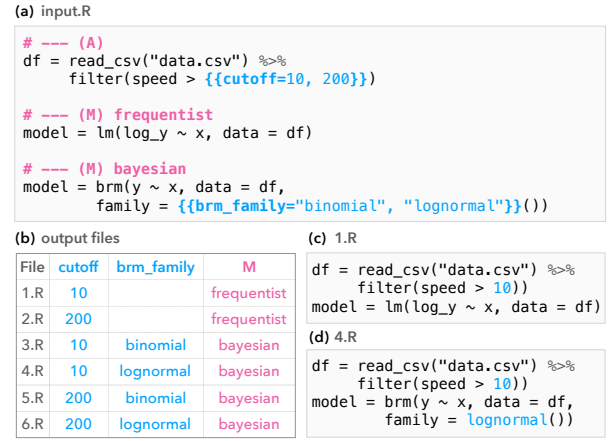 (a) input.R
# --- (A)
df = read_csv("data.csv") %>%
filter(speed > {{cutoff=10, 200}})
# --- (M) frequentist
model = lm(log_y ~ x, data = df)
# --- (M) bayesian
model = brm(y ~ x, data = df,
family = {{brm_family="binomial", "lognormal"}}())
(b) output files
File cutoff brm_family M
1.R 10 frequentist
2.R 200 frequentist
3.R 10 binomial bayesian
4.R 10 lognormal bayesian
5.R 200 binomial bayesian
6.R 200 lognormal bayesian
(c) 1.R
df = read_csv("data.csv") %>%
filter(speed > 10))
model = lm(log_y ~ x, data = df)
(d) 4.R
df = read_csv("data.csv") %>%
filter(speed > 10))
model = brm(y ~ x, data = df,
family = lognormal())